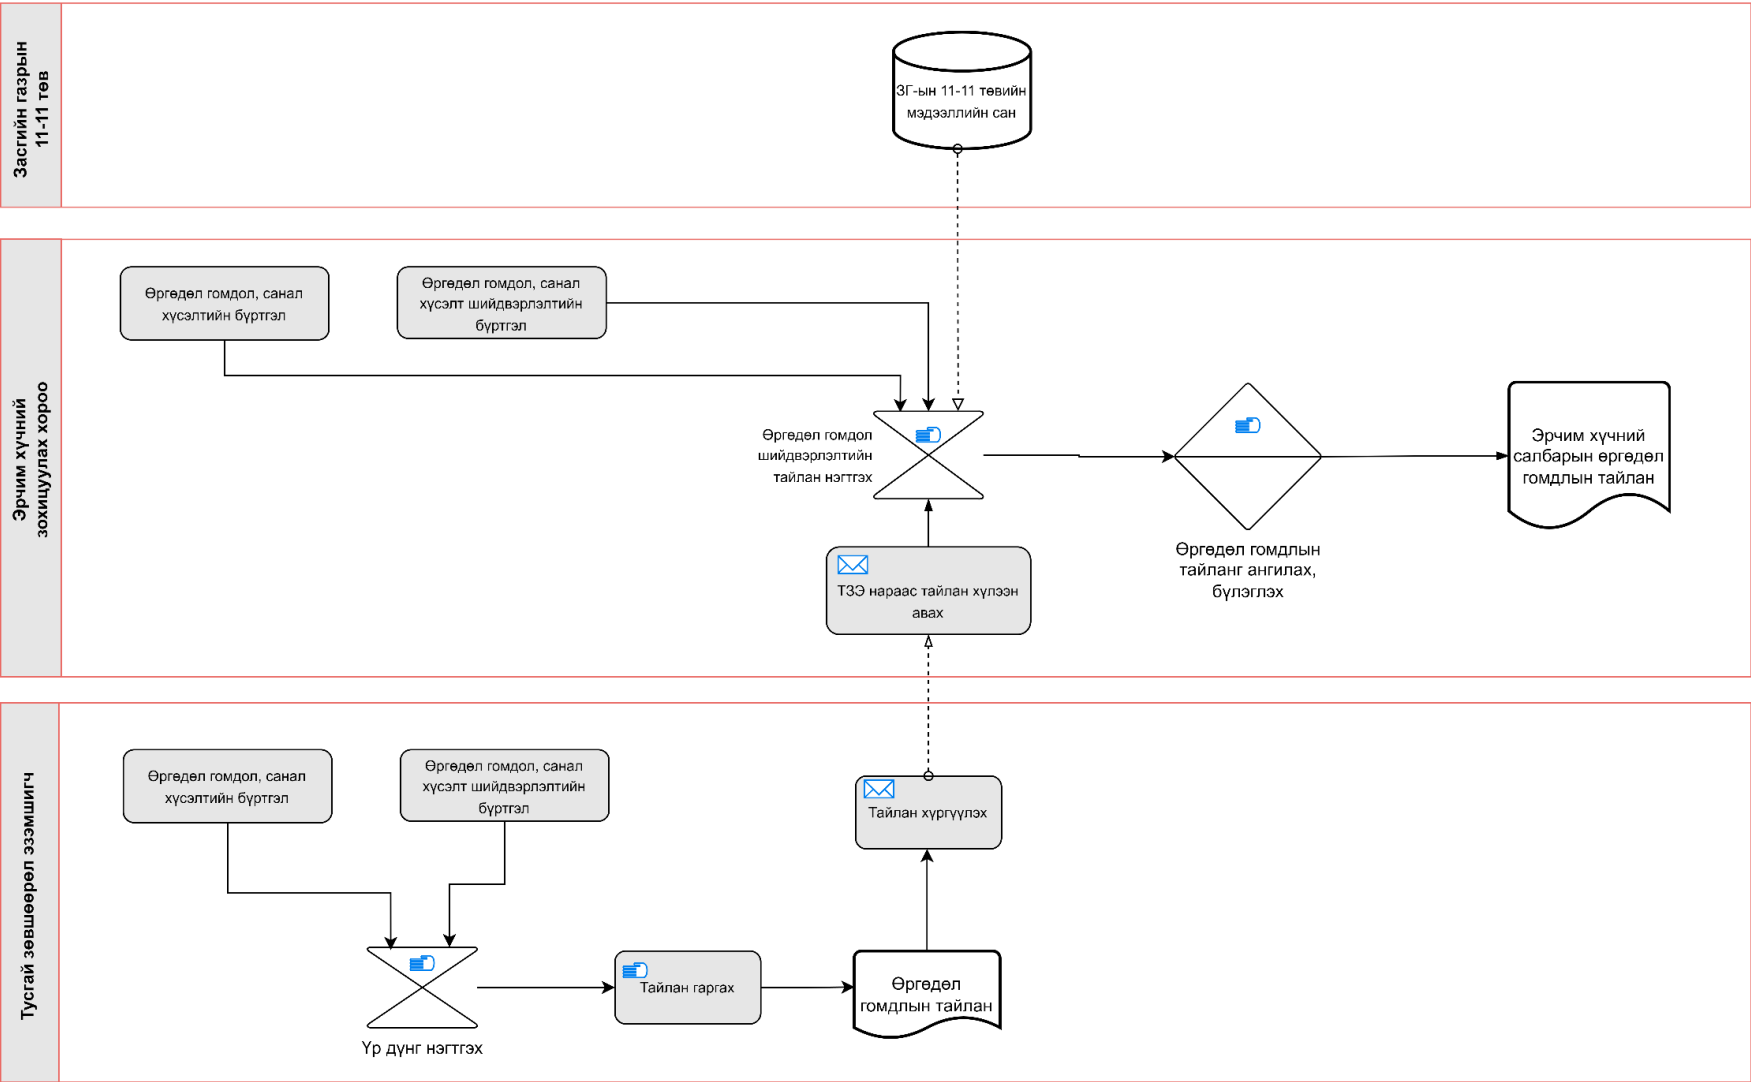 Засгийн газрын
11-11 төв
ЗГ-ын 11-11 төвийн
мэдээллийн сан
Эрчим хүчний
зохицуулах хороо
Өргөдөл гомдол, санал
хүсэлтийн бүртгэл
Өргөдөл гомдол, санал
хүсэлт шийдвэрлэлтийн
бүртгэл
Өргөдөл гомдол
шийдвэрлэлтийн
тайлан нэгтгэх
Эрчим хүчний
салбарын өргөдөл
гомдлын тайлан
Өргөдөл гомдлын
тайланг ангилах,
бүлэглэх
ТЗЭ нараас тайлан хүлээн
авах
Тусгай зөвшөөрөл эзэмшигч
Өргөдөл гомдол, санал
хүсэлтийн бүртгэл
Өргөдөл гомдол, санал
хүсэлт шийдвэрлэлтийн
бүртгэл
Тайлан хүргүүлэх
Үр дүнг нэгтгэх
Тайлан гаргах
Өргөдөл
гомдлын тайлан